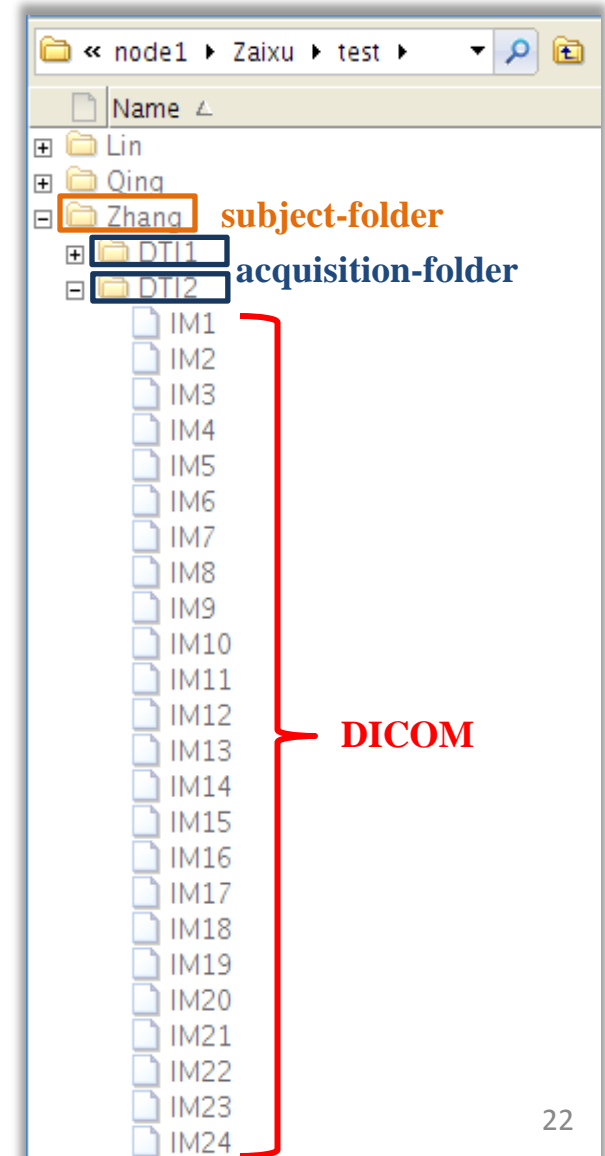 « node1 Zaixu test
Name
Lin
Qing
Zhang subject-folder
DTI1
acquisition-folder
DTI2
IM1
IM2
IM3
IM4
IM5
IM6
IM7
IM8
IM9
IM10
IM11
IM12
IM13 DICOM
IM14
IM15
IM16
IM17
IM18
IM19
IM20
IM21
IM22
IM23
22
IM24